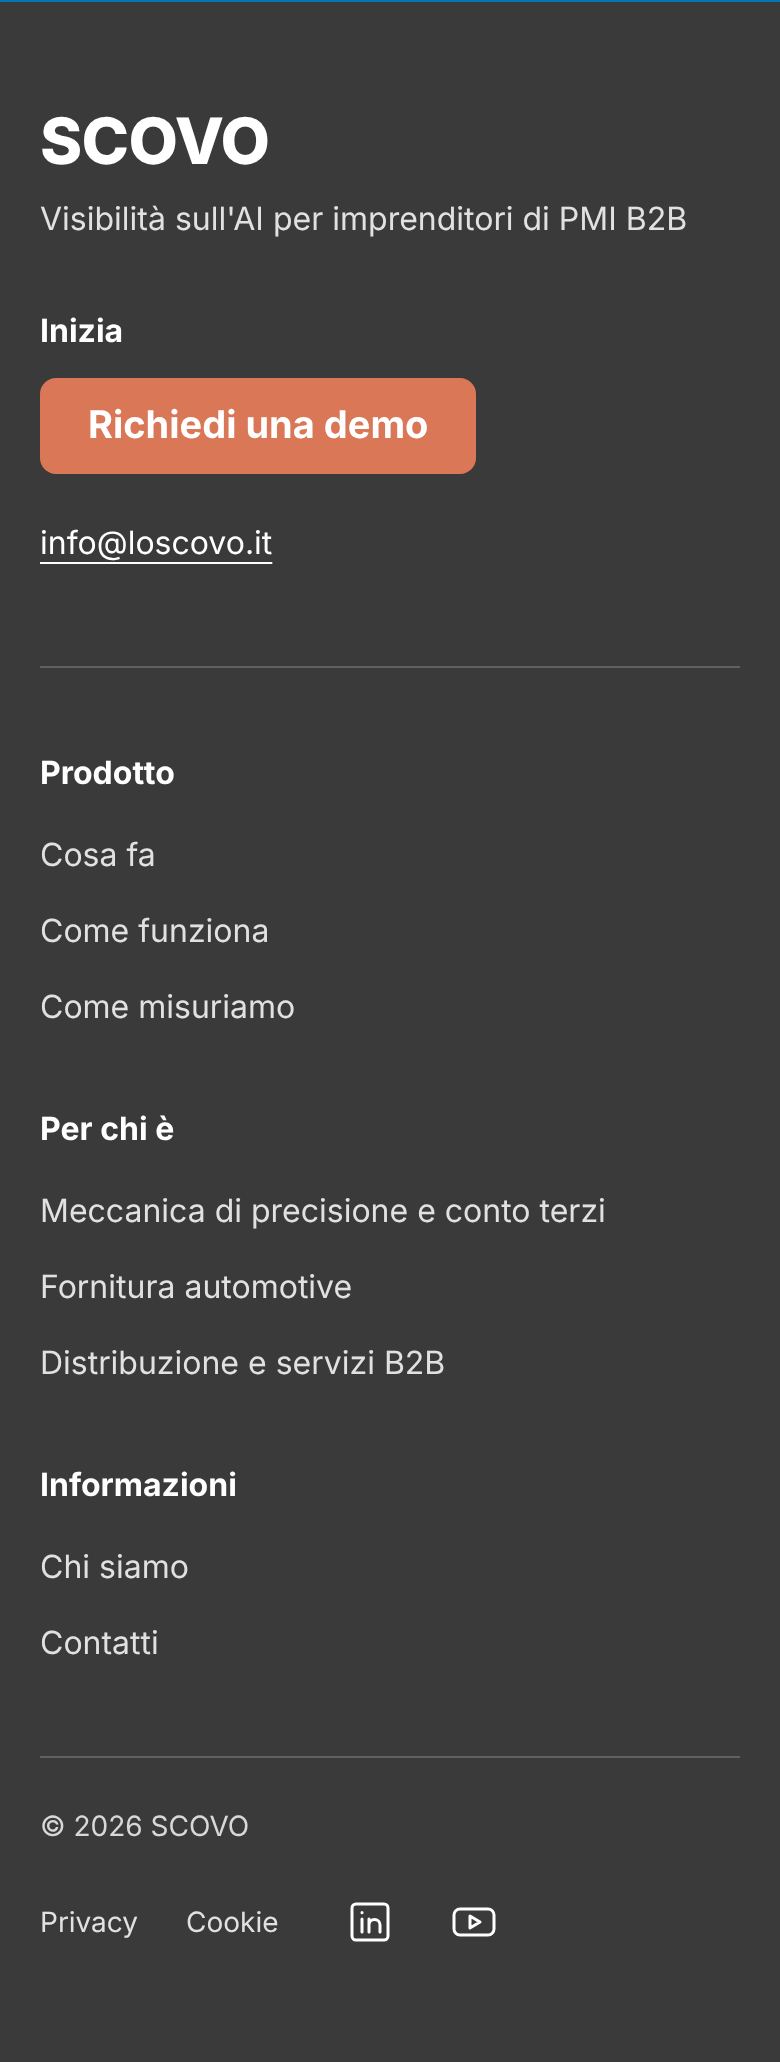 SCOVO
Visibilità sull'AI per imprenditori di PMI B2B
Inizia
Richiedi una demo
info@loscovo.it
Prodotto
Cosa fa
Come funziona
Come misuriamo
Per chi è
Meccanica di precisione e conto terzi
Fornitura automotive
Distribuzione e servizi B2B
Informazioni
Chi siamo
Contatti
© 2026 SCOVO
Privacy Cookie in